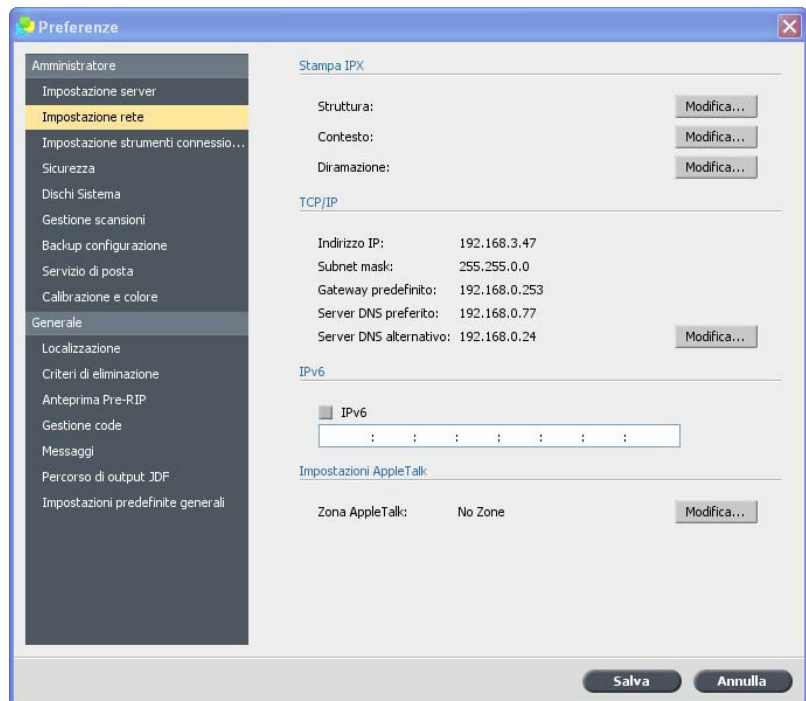 Preferenze
Amministratore
Impostazione server
Impostazione rete
Impostazione strumenti connessio...
Sicurezza
Dischi Sistema
Gestione scansioni
Backup configurazione
Servizio di posta
Calibrazione e colore
Generale
Localizzazione
Criteri di eliminazione
Anteprima Pre-RIP
Gestione code
Messaggi
Percorso di output JDF
Impostazioni predefinite generali
Stampa IPX
Struttura: Modifica...
Contesto: Modifica...
Diramazione: Modifica...
TCP/IP
Indirizzo IP: 192.168.3.47
Subnet mask: 255.255.0.0
Gateway predefinito: 192.168.0.253
Server DNS preferito: 192.168.0.77
Server DNS alternativo: 192.168.0.24 Modifica...
IPv6
IPv6
: : : : : : :
Impostazioni AppleTalk
Zona AppleTalk: No Zone Modifica...
Salva Annulla